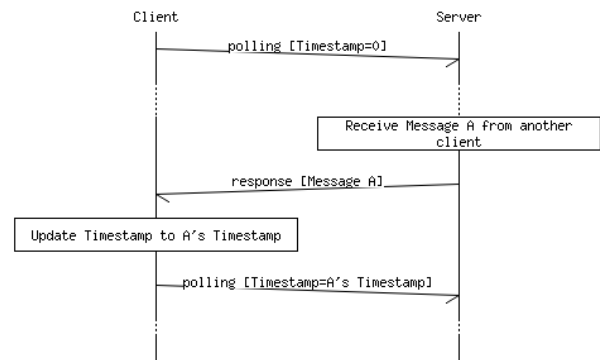 Client
Server
polling [Timestamp=0]
Receive Message A from another
client
response [Message A]
Update Timestamp to A's Timestamp
polling [Timestamp=A's Timestamp]